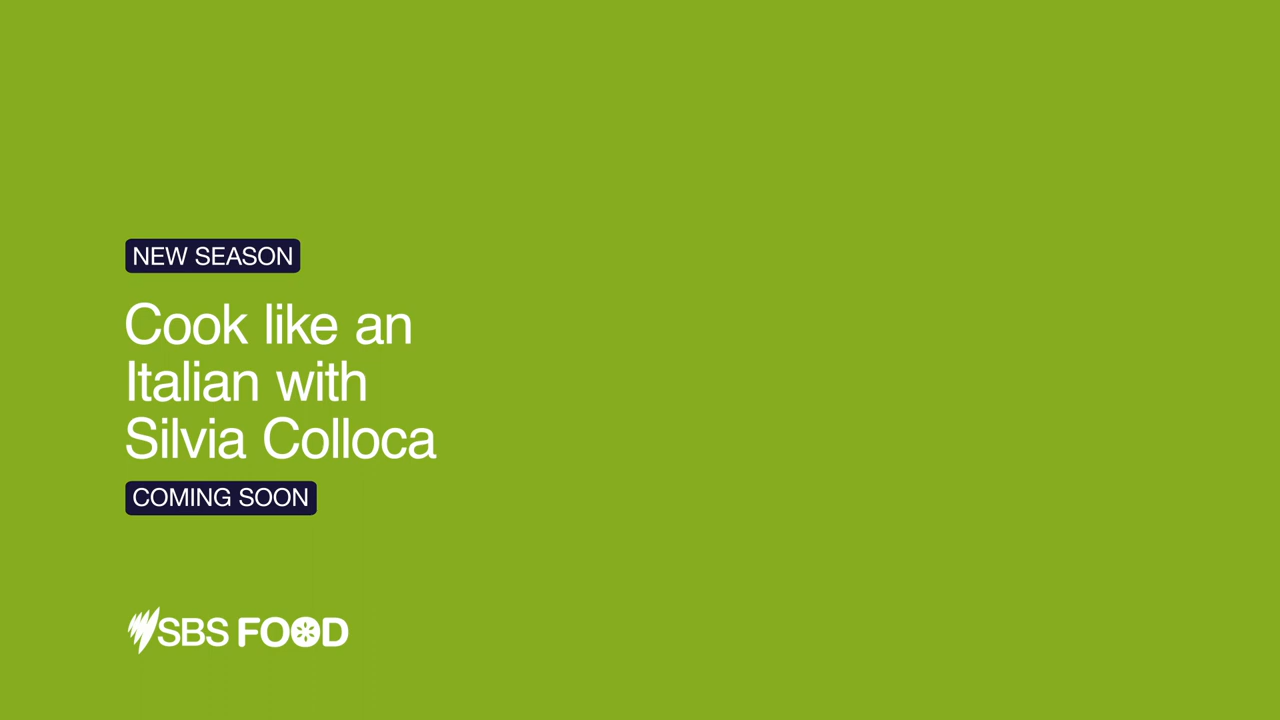 NEW SEASON
Cook like an
Italian with
Silvia Colloca
COMING SOON
SBS FOOD